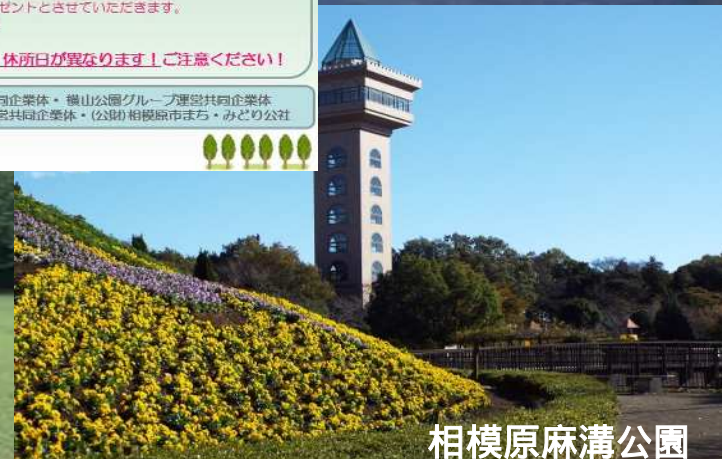 ゼントとさせていただきます。
休所日が異なります！ご注意ください！
同企業体・横山公園グループ運営共同企業体
営共同企業体・(公財)相模原市まち・みどり公社
相模原麻溝公園